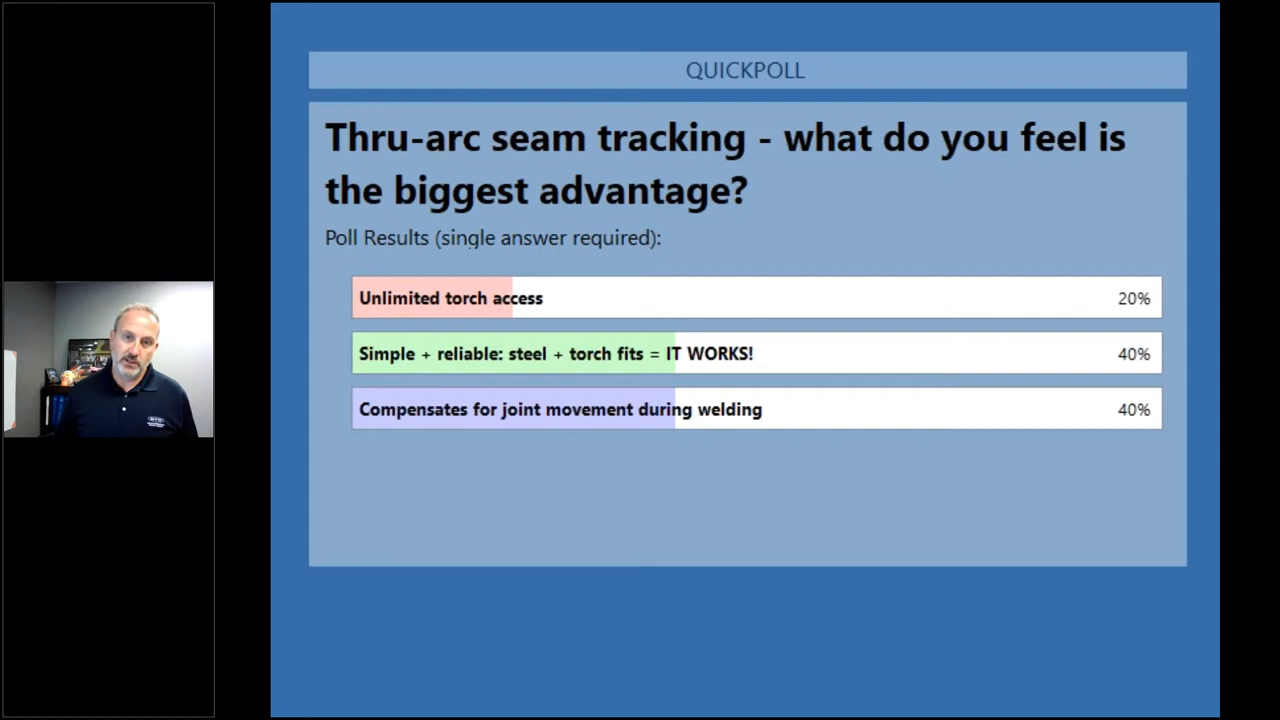 QUICKPOLL
Thru-arc seam tracking - what do you feel is
the biggest advantage?
Poll Results (single answer required):
Unlimited torch access 20%
Simple + reliable: steel + torch fits = IT WORKS! 40%
Compensates for joint movement during welding 40%